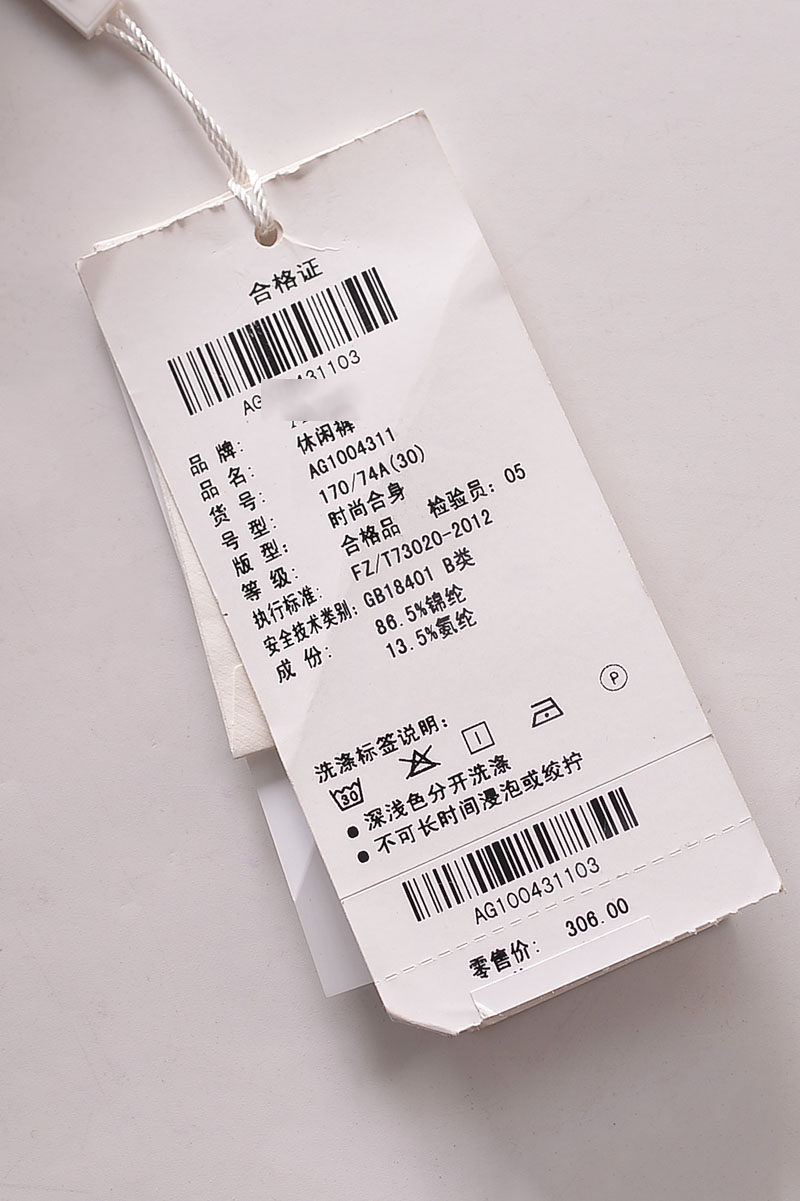 合格证
品 牌:
品 名: 休闲裤
货 号: AG1004311
号 型: 170/74A(30)
版 型: 时尚合身
等 级: 合格品 检验员: 05
执行标准: FZ/T73020-2012
安全技术类别: GB18401 B类
成 份: 86.5%锦纶
13.5%氨纶
洗涤标签说明:
30
P
● 深浅色分开洗涤
● 不可长时间浸泡或绞拧
AG100431103
零售价: 306.00